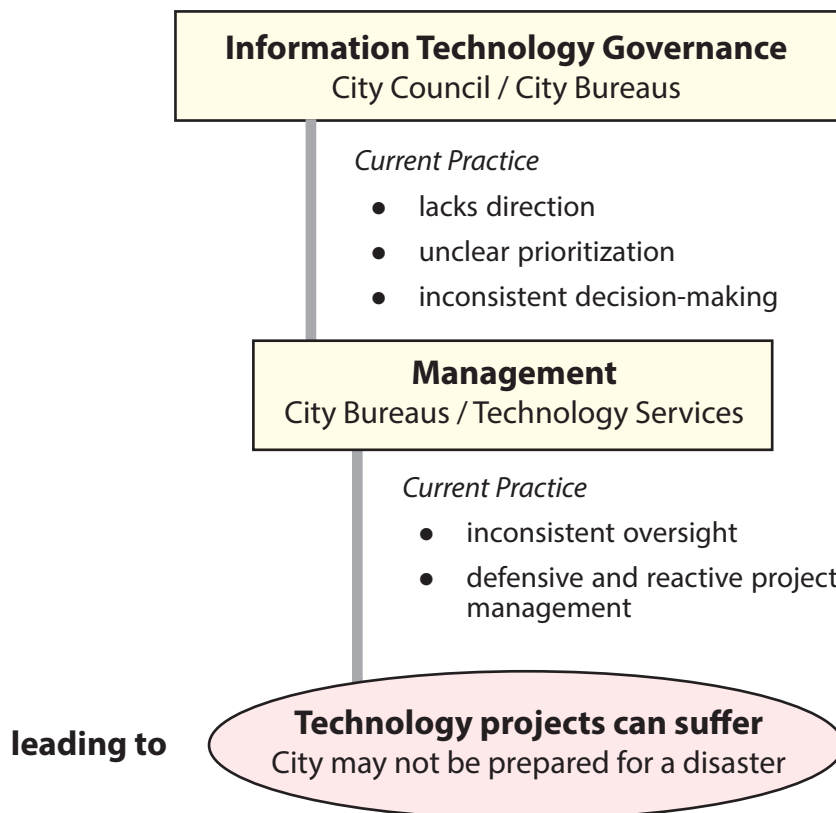 Information Technology Governance
City Council / City Bureaus
Current Practice
● lacks direction
● unclear prioritization
● inconsistent decision-making
Management
City Bureaus / Technology Services
Current Practice
● inconsistent oversight
● defensive and reactive project
management
leading to
Technology projects can suffer
City may not be prepared for a disaster